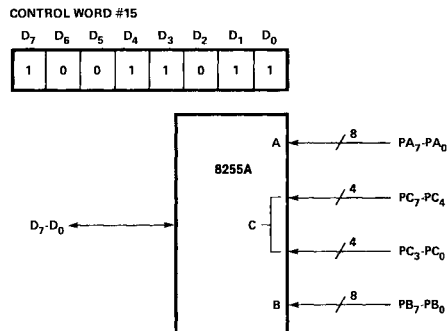 CONTROL WORD #15
D7 D6 D5 D4 D3 D2 D1 D0
1 0 0 1 1 0 1 1
8255A
A
8
PA7-PA0
4
PC7-PC4
D7-D0
C
4
PC3-PC0
B
8
PB7-PB0